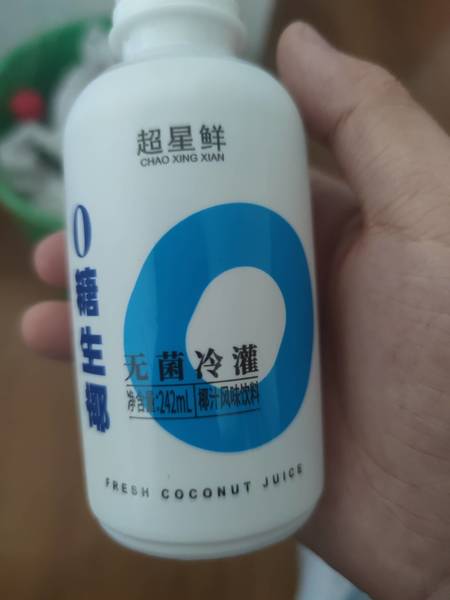 超星鲜
CHAO XING XIAN
0糖生椰
无菌冷灌
净含量:242mL 椰汁风味饮料
FRESH COCONUT JUICE